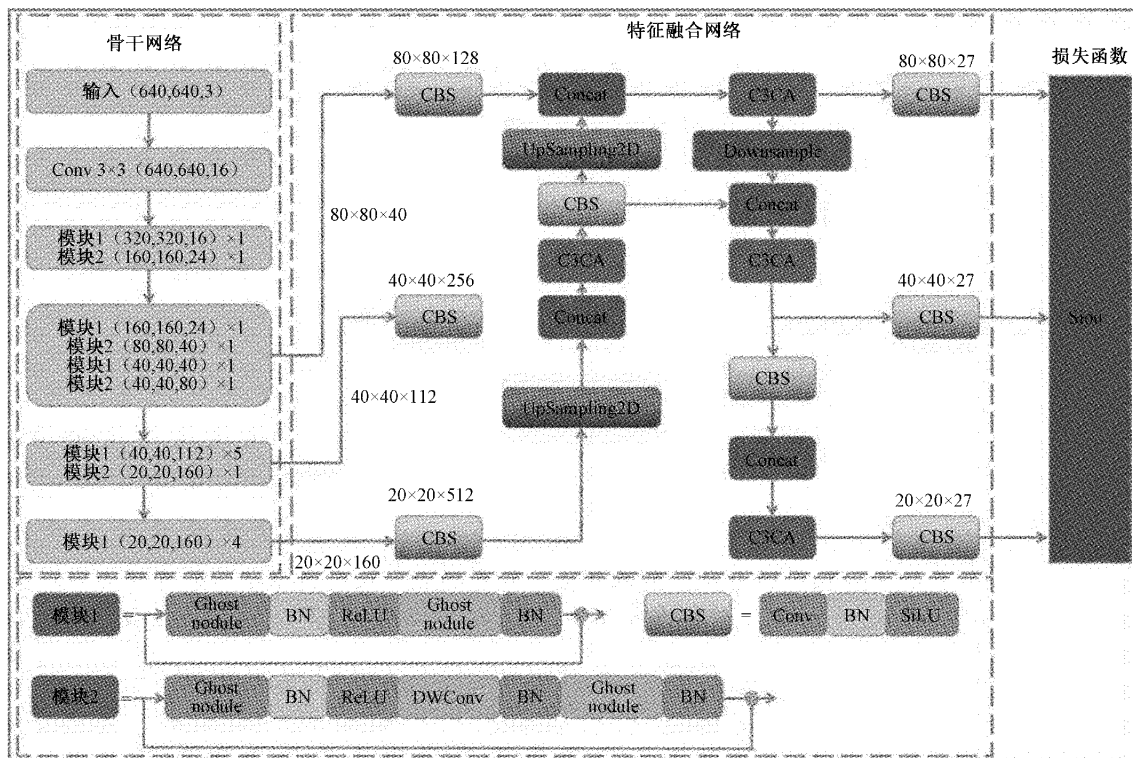 骨干网络
输入（640,640,3）
Conv 3×3（640,640,16）
模块1（320,320,16）×1
模块2（160,160,24）×1
模块1（160,160,24）×1
模块2（80,80,40）×1
模块1（40,40,40）×1
模块2（40,40,80）×1
模块1（40,40,112）×5
模块2（20,20,160）×1
模块1（20,20,160）×4
80×80×40
40×40×112
20×20×160
特征融合网络
80×80×128
CBS
Concat
C3CA
80×80×27
CBS
UpSampling2D
Downsample
CBS
Concat
C3CA
C3CA
40×40×256
CBS
Concat
40×40×27
CBS
CBS
UpSampling2D
Concat
20×20×512
CBS
C3CA
20×20×27
CBS
损失函数
Siou
模块1
=
Ghost
nodule
BN
ReLU
Ghost
nodule
BN
CBS
=
Conv
BN
SiLU
模块2
=
Ghost
nodule
BN
ReLU
DWConv
BN
Ghost
nodule
BN